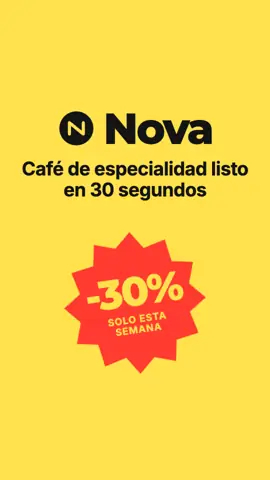 Nova
Café de especialidad listo
en 30 segundos
-30%
SOLO ESTA
SEMANA